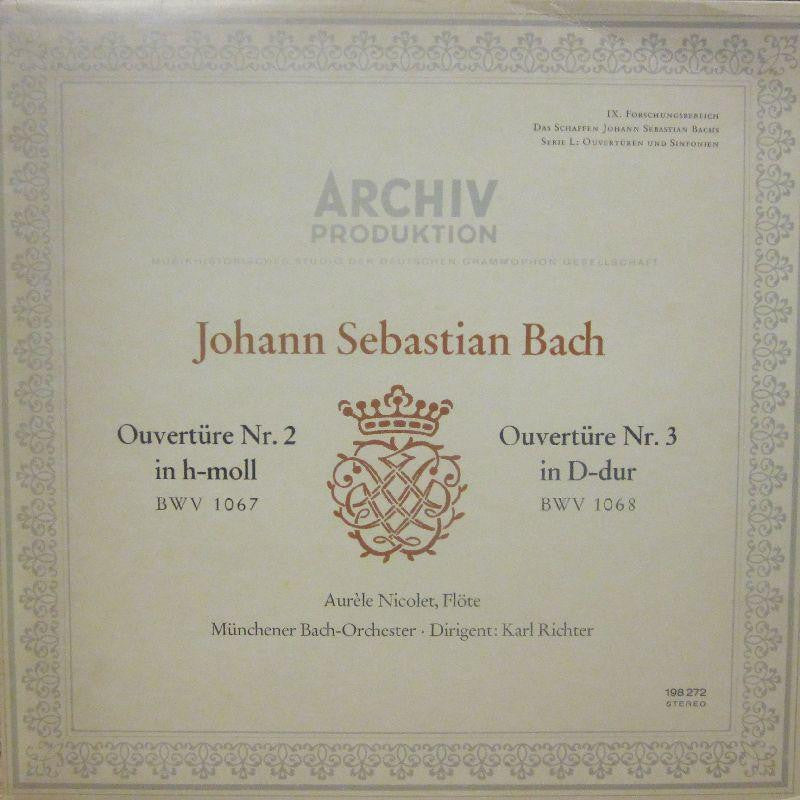 IX. Forschungsbereich
Das Schaffen Johann Sebastian Bachs
Serie L: Ouvertüren und Sinfonien
ARCHIV
PRODUKTION
MUSIKHISTORISCHES STUDIO DER DEUTSCHEN GRAMMOPHON GESELLSCHAFT
Johann Sebastian Bach
Ouvertüre Nr. 2
in h-moll
BWV 1067
Ouvertüre Nr. 3
in D-dur
BWV 1068
Aurèle Nicolet, Flöte
Münchener Bach-Orchester · Dirigent: Karl Richter
198 272
STEREO